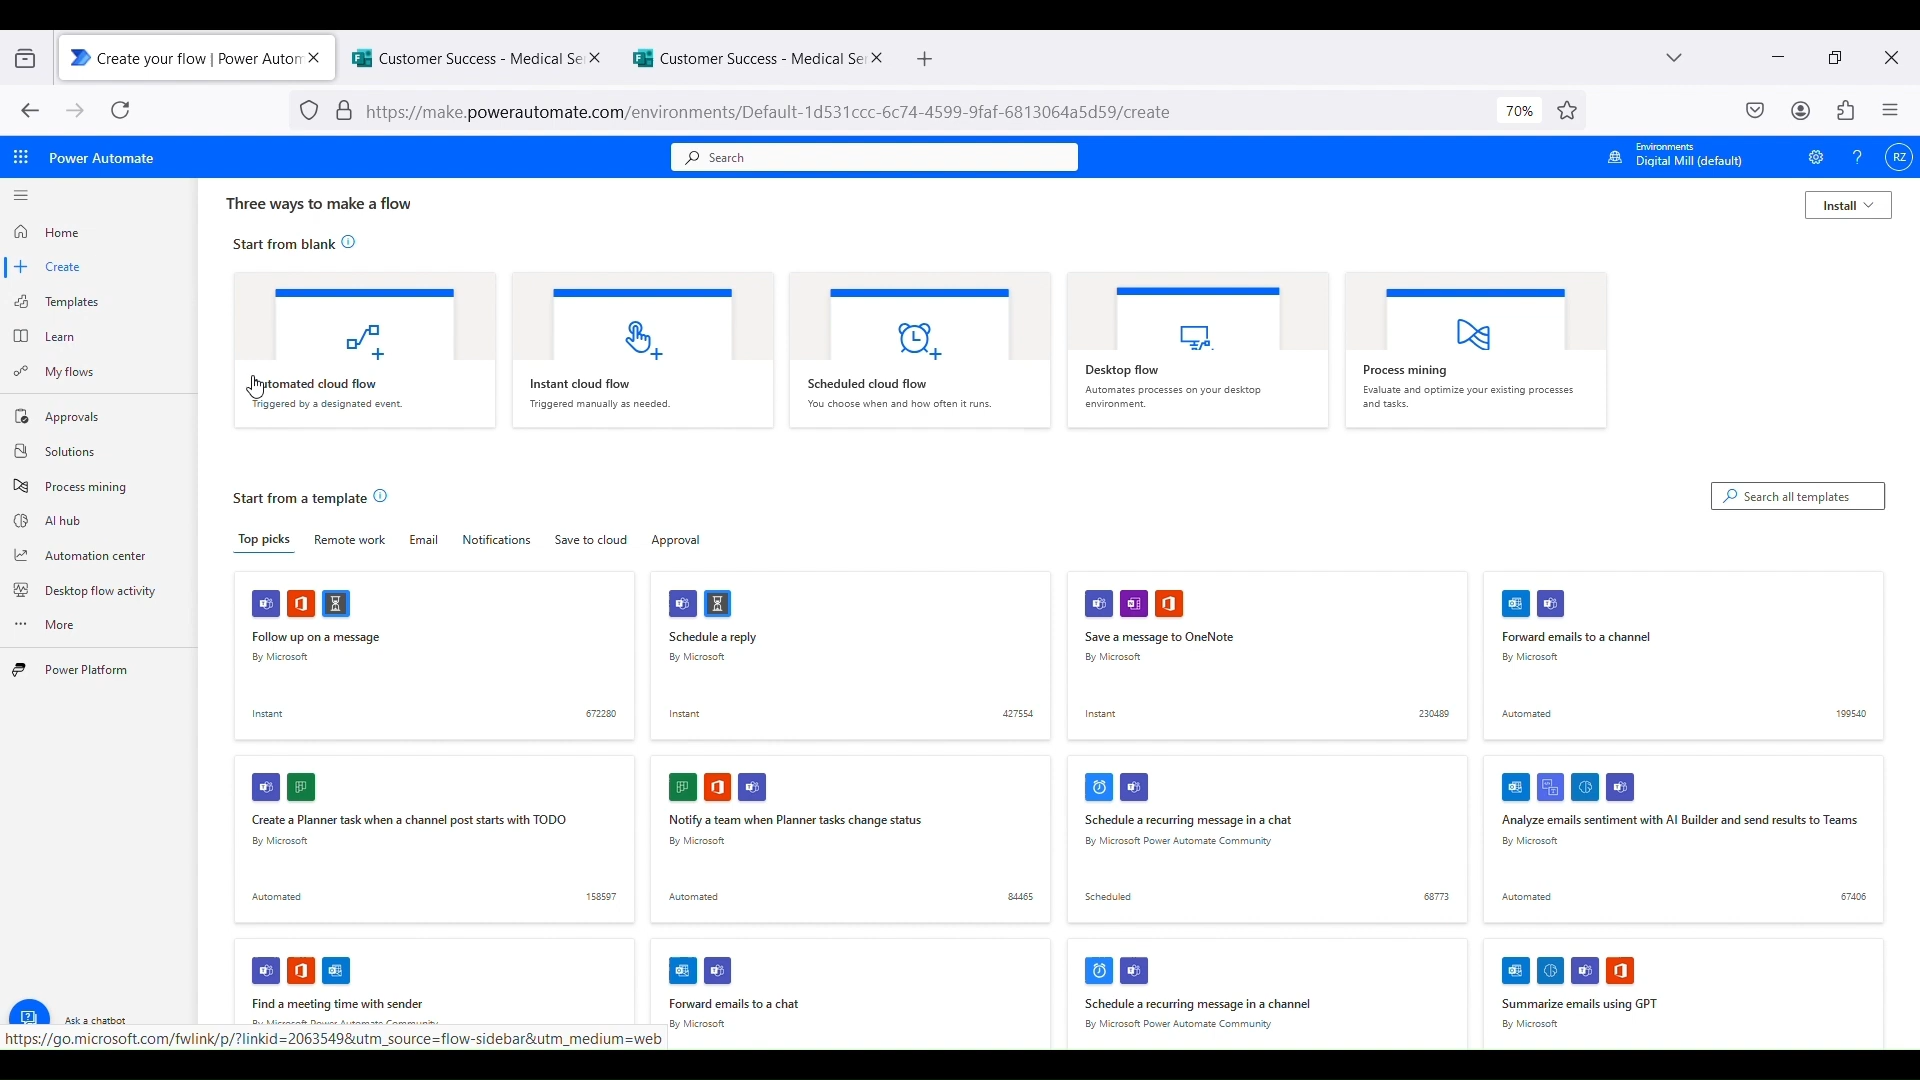 Create your flow | Power Autom
Customer Success - Medical Se
Customer Success - Medical Se
https://make.powerautomate.com/environments/Default-1d531ccc-6c74-4599-9faf-6813064a5d59/create
70%
Power Automate
Search
Environments
Digital Mill (default)
RZ
Home
Create
Templates
Learn
My flows
Approvals
Solutions
Process mining
AI hub
Automation center
Desktop flow activity
More
Power Platform
Ask a chatbot
Three ways to make a flow
Install
Start from blank
Automated cloud flow
Triggered by a designated event.
Instant cloud flow
Triggered manually as needed.
Scheduled cloud flow
You choose when and how often it runs.
Desktop flow
Automates processes on your desktop
environment.
Process mining
Evaluate and optimize your existing processes
and tasks.
Start from a template
Search all templates
Top picks
Remote work
Email
Notifications
Save to cloud
Approval
Follow up on a message
By Microsoft
Instant 672280
Schedule a reply
By Microsoft
Instant 427554
Save a message to OneNote
By Microsoft
Instant 230489
Forward emails to a channel
By Microsoft
Automated 199540
Create a Planner task when a channel post starts with TODO
By Microsoft
Automated 158597
Notify a team when Planner tasks change status
By Microsoft
Automated 84465
Schedule a recurring message in a chat
By Microsoft Power Automate Community
Scheduled 68773
Analyze emails sentiment with AI Builder and send results to Teams
By Microsoft
Automated 67406
Find a meeting time with sender
By Microsoft Power Automate Community
Forward emails to a chat
By Microsoft
Schedule a recurring message in a channel
By Microsoft Power Automate Community
Summarize emails using GPT
By Microsoft
https://go.microsoft.com/fwlink/p/?linkid=2063549&utm_source=flow-sidebar&utm_medium=web